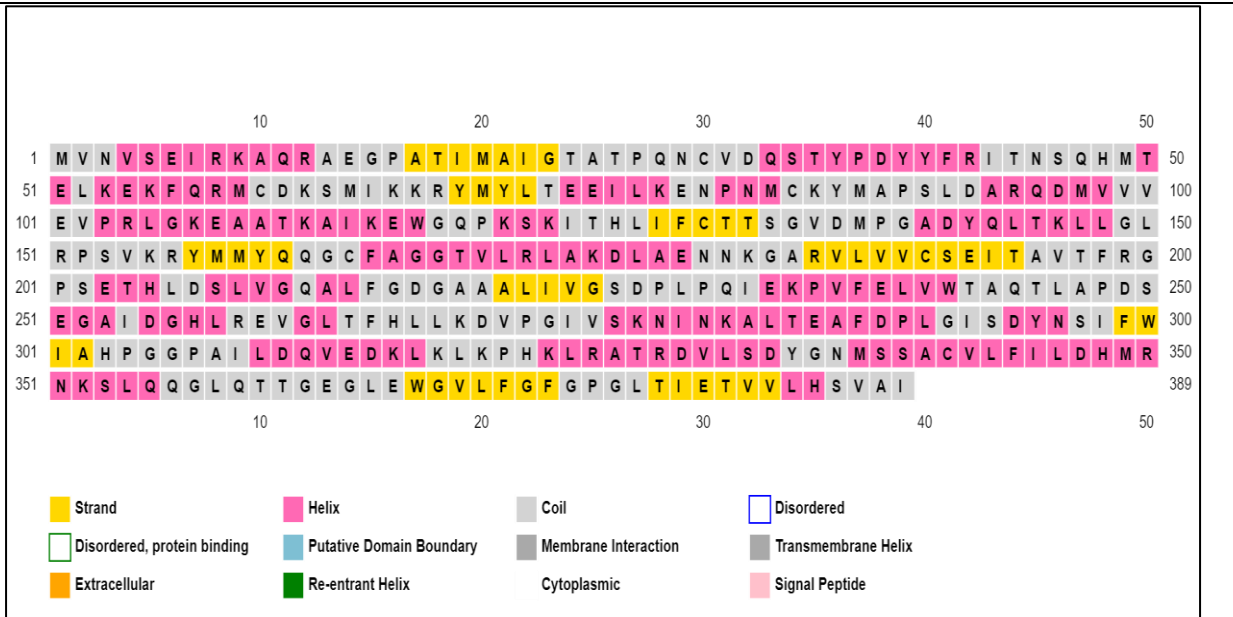 10 20 30 40 50
1 M V N V S E I R K A Q R A E G P A T I M A I G T A T P Q N C V D Q S T Y P D Y Y F R I T N S Q H M T 50
51 E L K E K F Q R M C D K S M I K K R Y M Y L T E E I L K E N P N M C K Y M A P S L D A R Q D M V V V 100
101 E V P R L G K E A A T K A I K E W G Q P K S K I T H L I F C T T S G V D M P G A D Y Q L T K L L G L 150
151 R P S V K R Y M M Y Q Q G C F A G G T V L R L A K D L A E N N K G A R V L V V C S E I T A V T F R G 200
201 P S E T H L D S L V G Q A L F G D G A A A L I V G S D P L P Q I E K P V F E L V W T A Q T L A P D S 250
251 E G A I D G H L R E V G L T F H L L K D V P G I V S K N I N K A L T E A F D P L G I S D Y N S I F W 300
301 I A H P G G P A I L D Q V E D K L K L K P H K L R A T R D V L S D Y G N M S S A C V L F I L D H M R 350
351 N K S L Q Q G L Q T T G E G L E W G V L F G F G P G L T I E T V V L H S V A I 389
10 20 30 40 50
Strand Helix Coil Disordered
Disordered, protein binding Putative Domain Boundary Membrane Interaction Transmembrane Helix
Extracellular Re-entrant Helix Cytoplasmic Signal Peptide